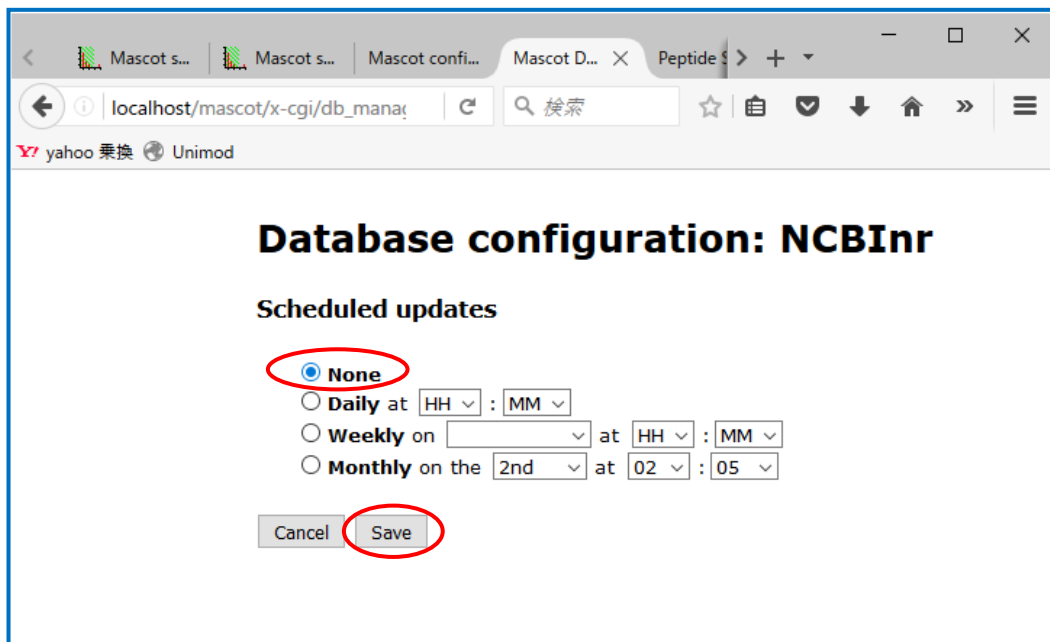 Mascot s... Mascot s... Mascot confi... Mascot D... Peptide S
localhost/mascot/x-cgi/db_manag 検索
Y! yahoo 乗換 Unimod
Database configuration: NCBInr
Scheduled updates
None
Daily at HH : MM
Weekly on at HH : MM
Monthly on the 2nd at 02 : 05
Cancel Save